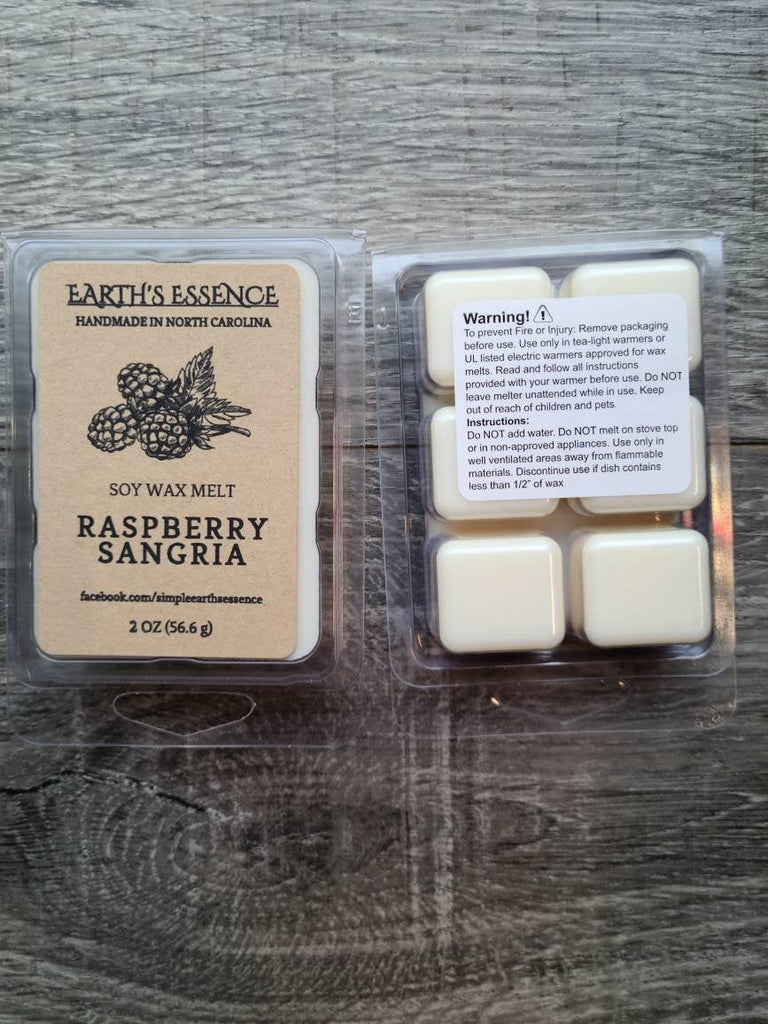 EARTH'S ESSENCE
HANDMADE IN NORTH CAROLINA
SOY WAX MELT
RASPBERRY
SANGRIA
facebook.com/simpleearthsessence
2 OZ (56.6 g)
Warning!
To prevent Fire or Injury: Remove packaging
before use. Use only in tea-light warmers or
UL listed electric warmers approved for wax
melts. Read and follow all instructions
provided with your warmer before use. Do NOT
leave melter unattended while in use. Keep
out of reach of children and pets.
Instructions:
Do NOT add water. Do NOT melt on stove top
or in non-approved appliances. Use only in
well ventilated areas away from flammable
materials. Discontinue use if dish contains
less than 1/2" of wax